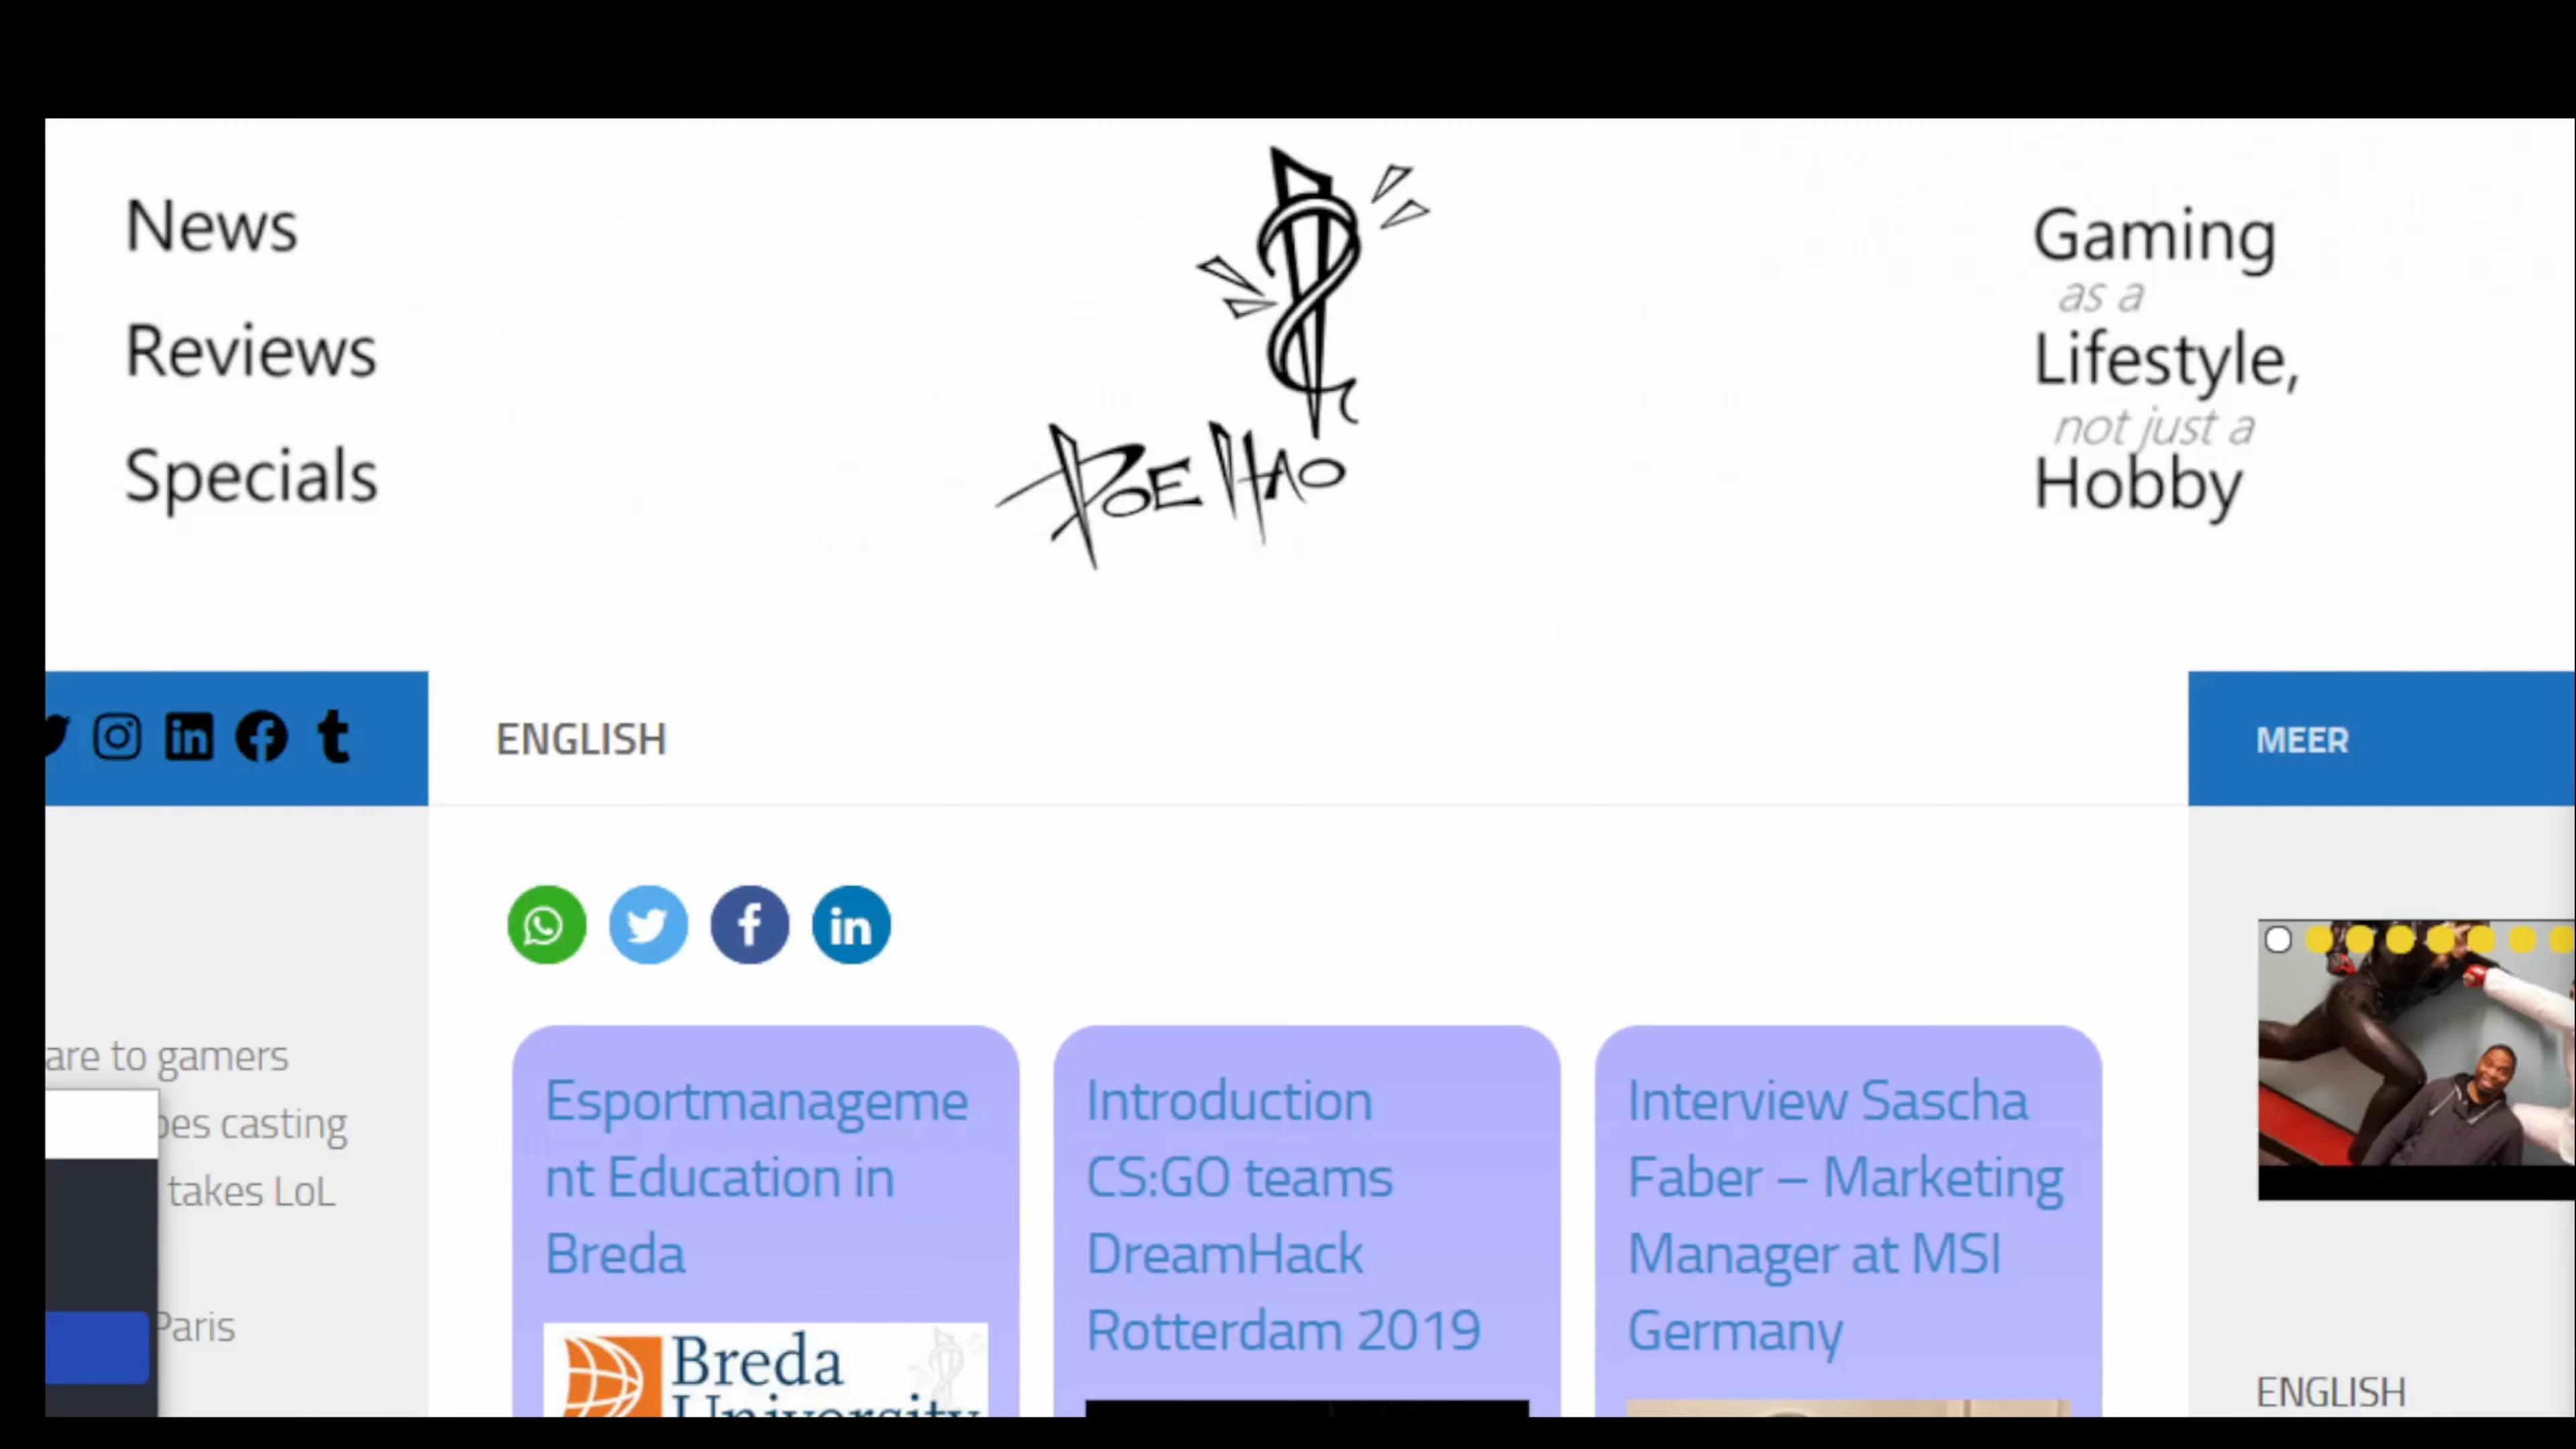 News
Reviews
Specials
POE HAO
Gaming
as a
Lifestyle,
not just a
Hobby
ENGLISH
MEER
are to gamers
casting
takes LoL
Paris
Esportmanageme
nt Education in
Breda
Breda
University
Introduction
CS:GO teams
DreamHack
Rotterdam 2019
Interview Sascha
Faber – Marketing
Manager at MSI
Germany
ENGLISH